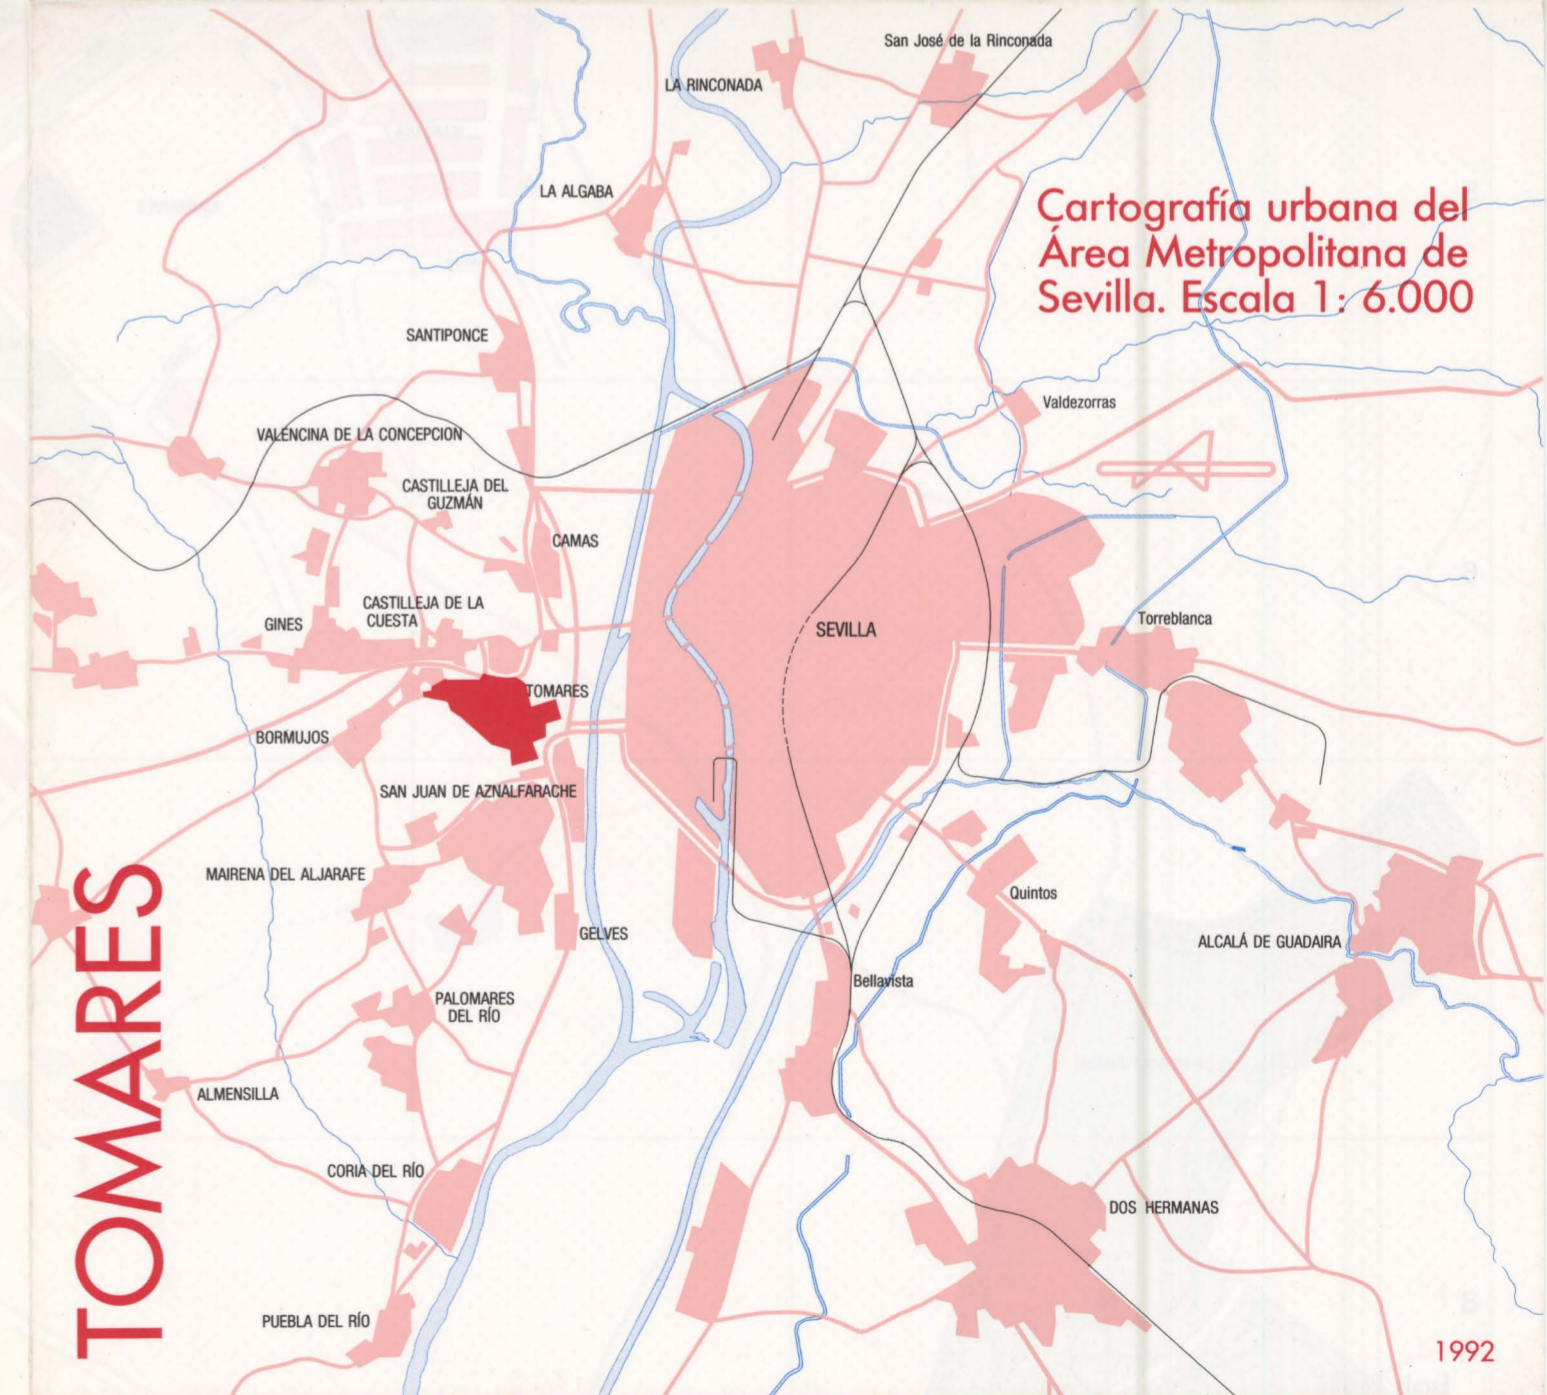 San José de la Rinconada
LA RINCONADA
LA ALGABA
Cartografía urbana del
Área Metropolitana de
Sevilla. Escala 1: 6.000
SANTIPONCE
Valdezorras
VALENCINA DE LA CONCEPCION
CASTILLEJA DEL
GUZMÁN
CAMAS
CASTILLEJA DE LA
CUESTA
GINES
SEVILLA
Torreblanca
TOMARES
BORMUJOS
SAN JUAN DE AZNALFARACHE
MAIRENA DEL ALJARAFE
Quintos
GELVES
ALCALÁ DE GUADAIRA
Bellavista
PALOMARES
DEL RÍO
ALMENSILLA
CORIA DEL RÍO
DOS HERMANAS
PUEBLA DEL RÍO
TOMARES
1992